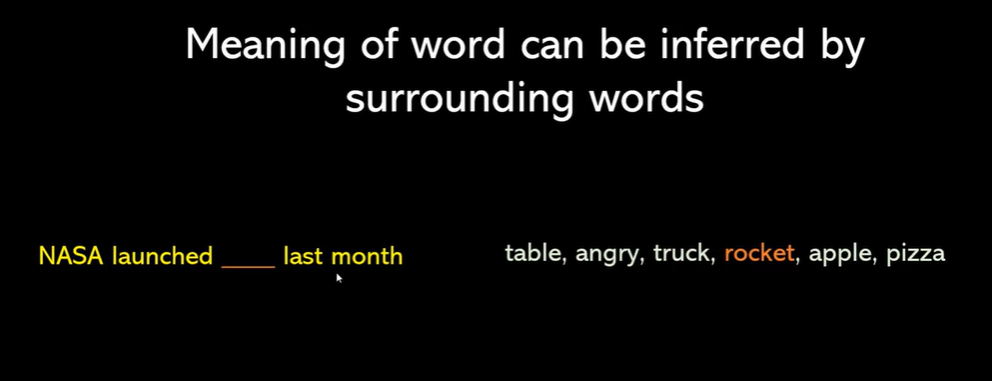 Meaning of word can be inferred by
surrounding words
NASA launched ____ last month
table, angry, truck, rocket, apple, pizza